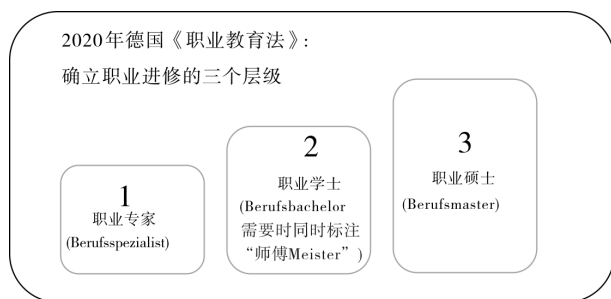 2020年德国《职业教育法》:
确立职业进修的三个层级
1
职业专家
(Berufsspezialist)
2
职业学士
(Berufsbachelor
需要时同时标注
“师傅Meister”)
3
职业硕士
(Berufsmaster)